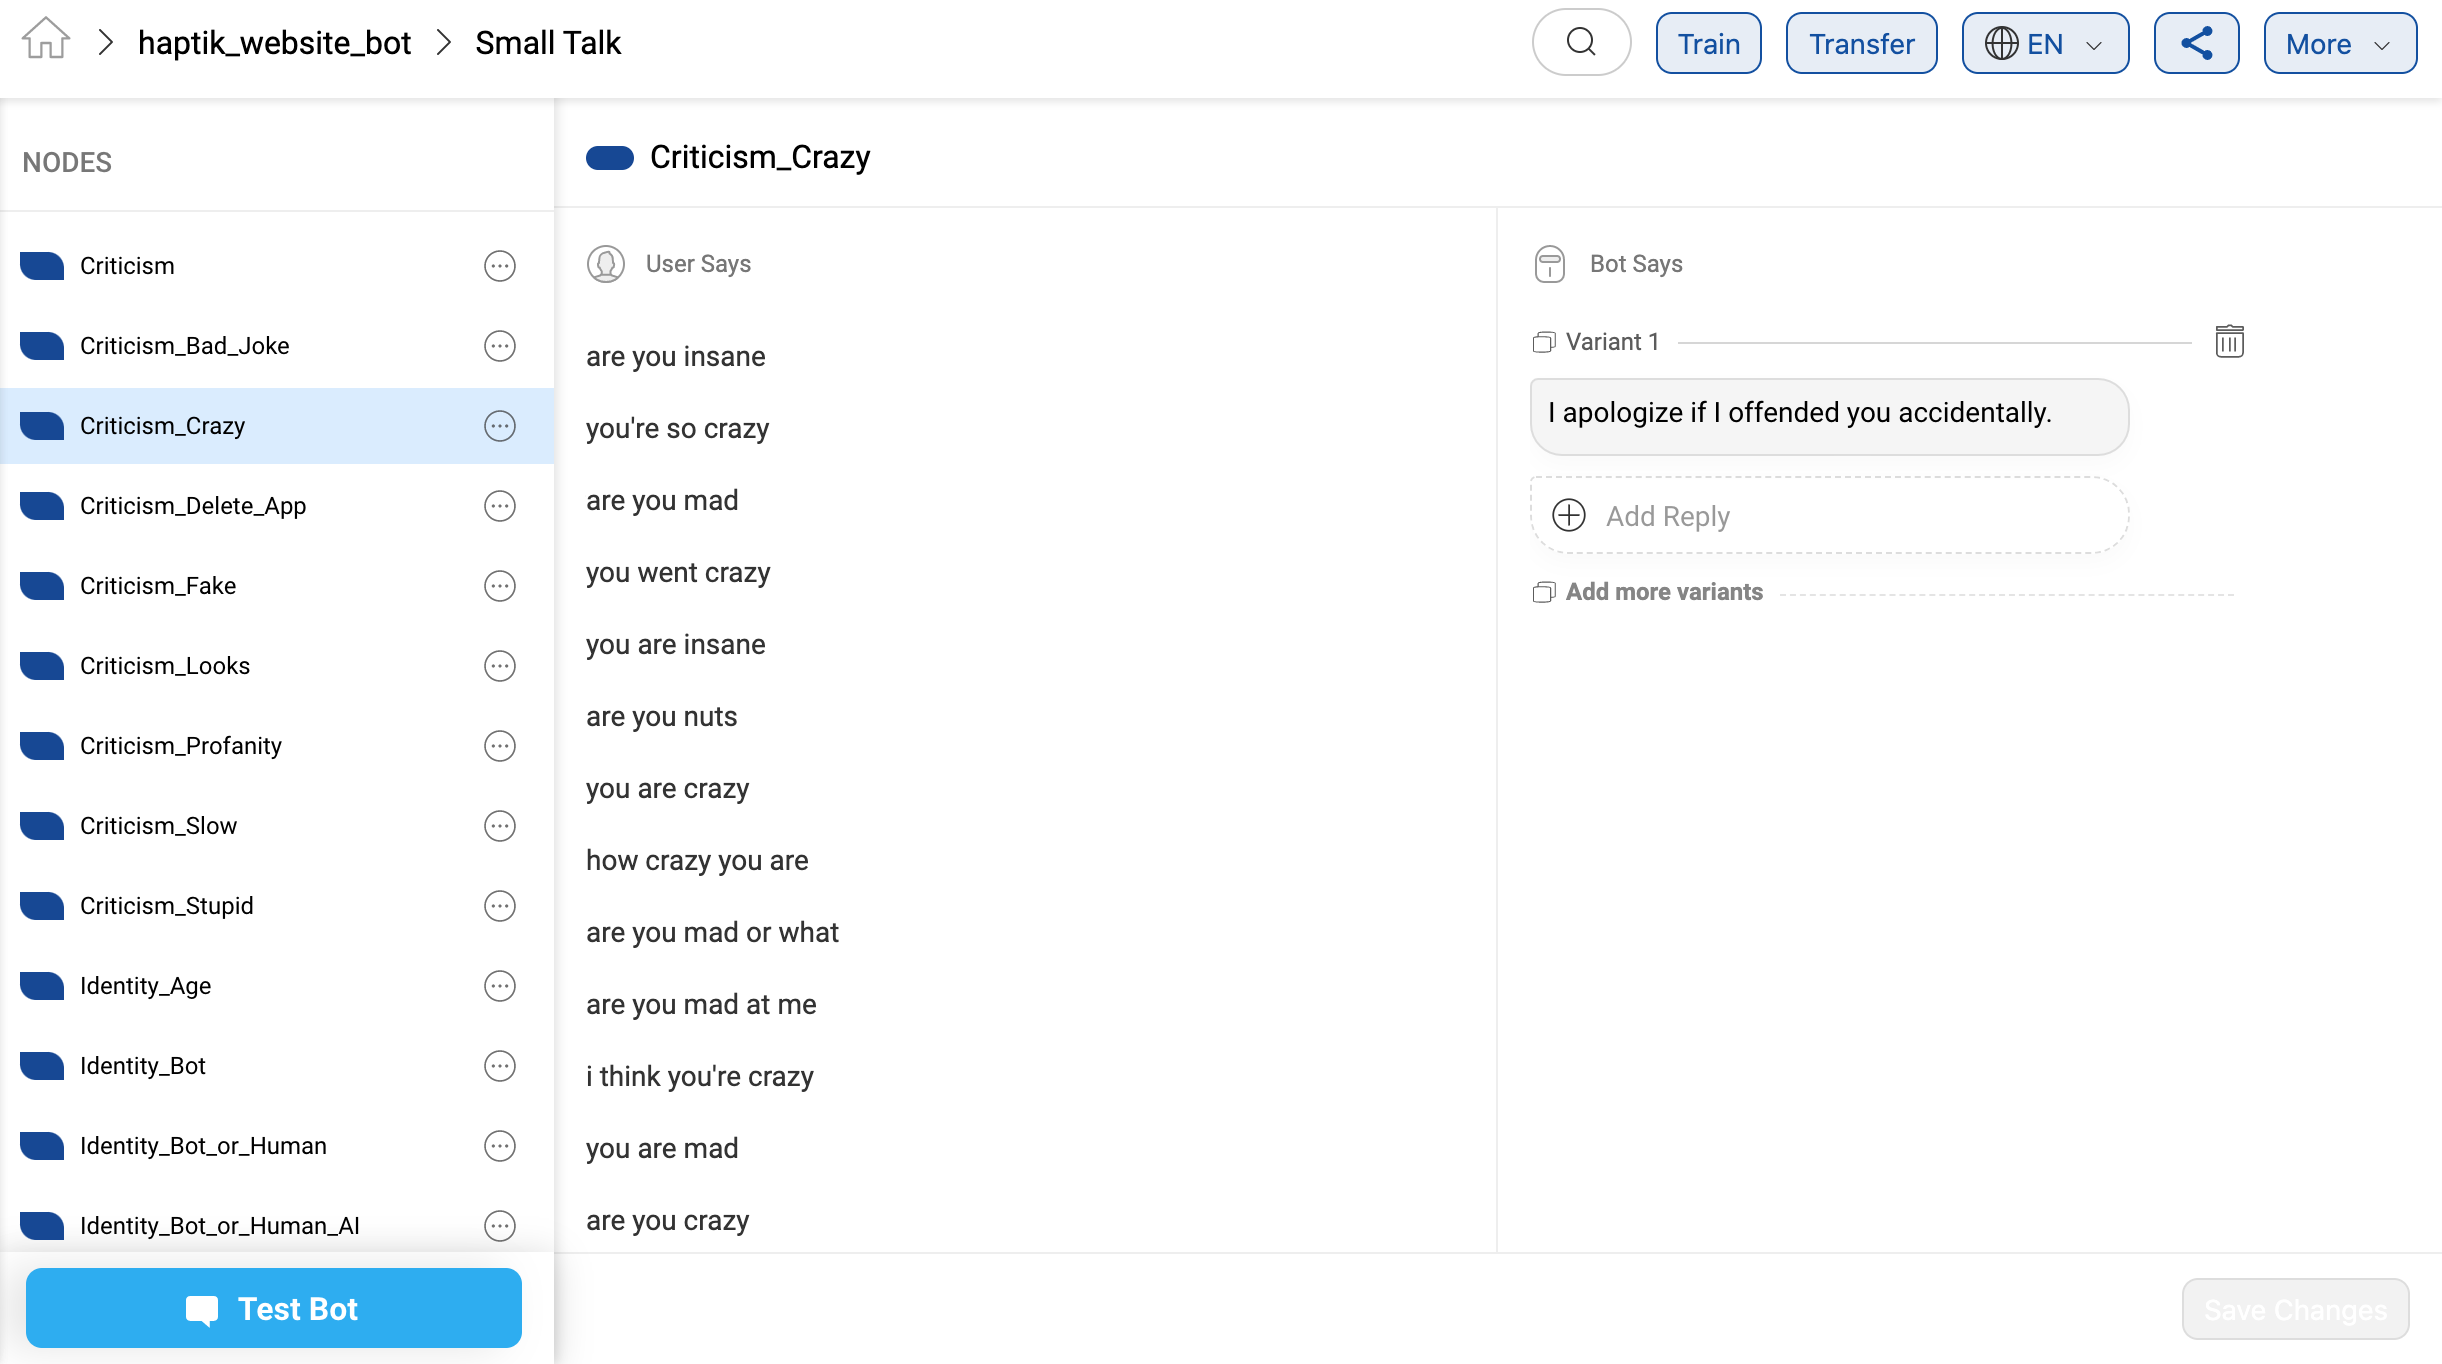 haptik_website_bot
Small Talk
Train
Transfer
EN
More
NODES
Criticism
Criticism_Bad_Joke
Criticism_Crazy
Criticism_Delete_App
Criticism_Fake
Criticism_Looks
Criticism_Profanity
Criticism_Slow
Criticism_Stupid
Identity_Age
Identity_Bot
Identity_Bot_or_Human
Identity_Bot_or_Human_AI
Test Bot
Criticism_Crazy
User Says
are you insane
you're so crazy
are you mad
you went crazy
you are insane
are you nuts
you are crazy
how crazy you are
are you mad or what
are you mad at me
i think you're crazy
you are mad
are you crazy
Bot Says
Variant 1
I apologize if I offended you accidentally.
Add Reply
Add more variants
Save Changes